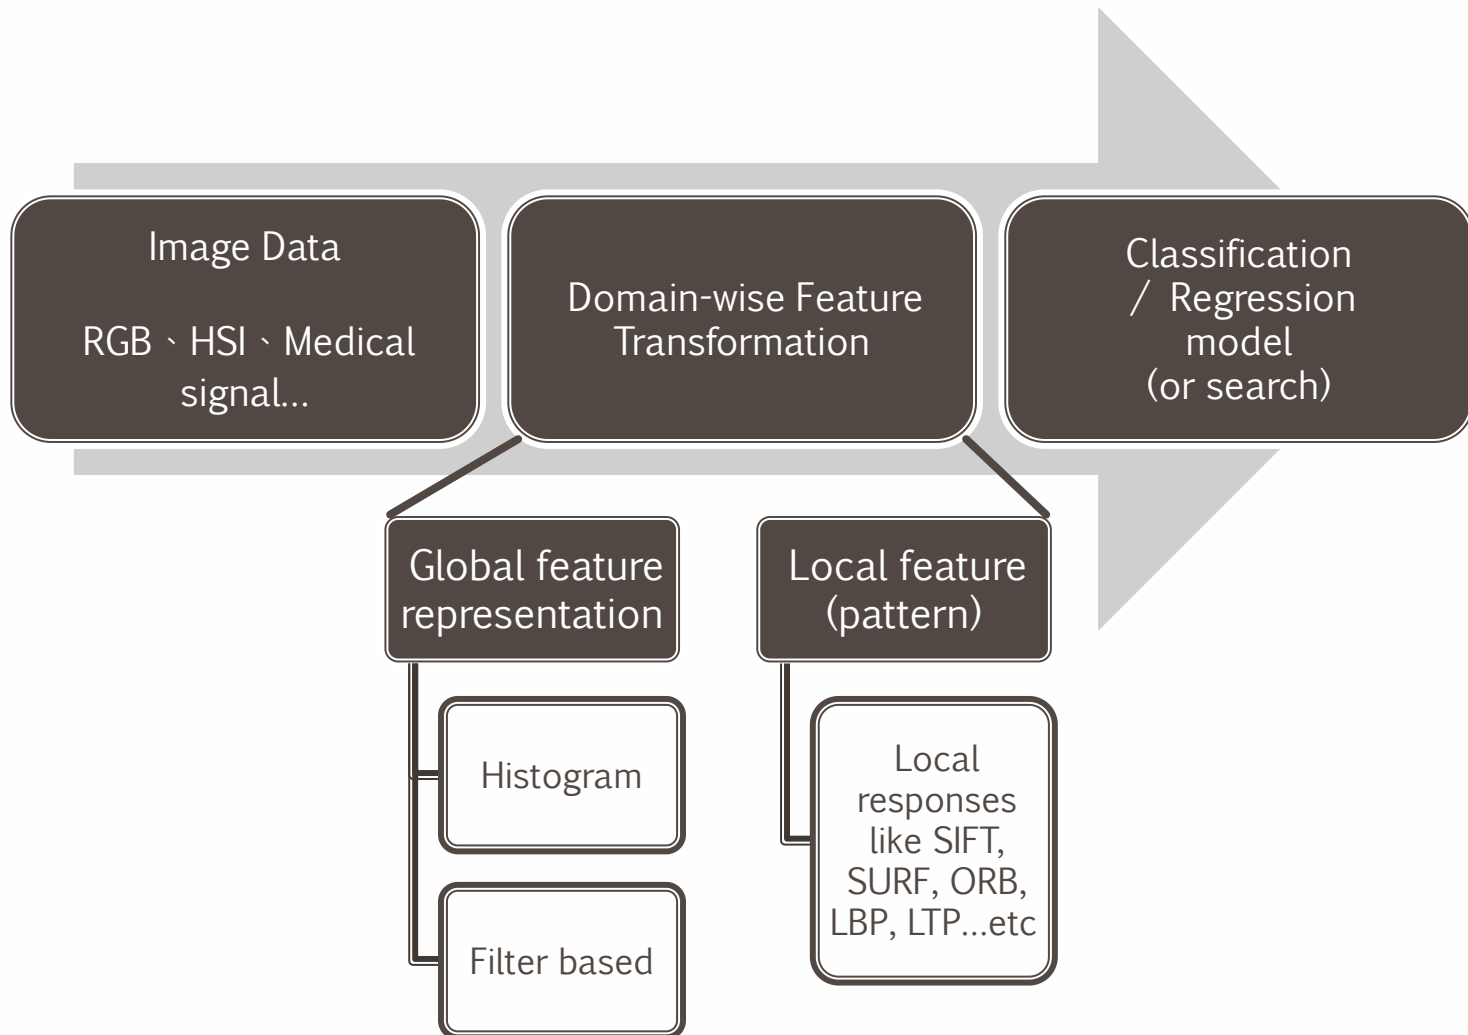 Image Data
RGB、HSI、Medical
signal...
Domain-wise Feature
Transformation
Classification
/ Regression
model
(or search)
Global feature
representation
Local feature
(pattern)
Histogram
Filter based
Local
responses
like SIFT,
SURF, ORB,
LBP, LTP...etc